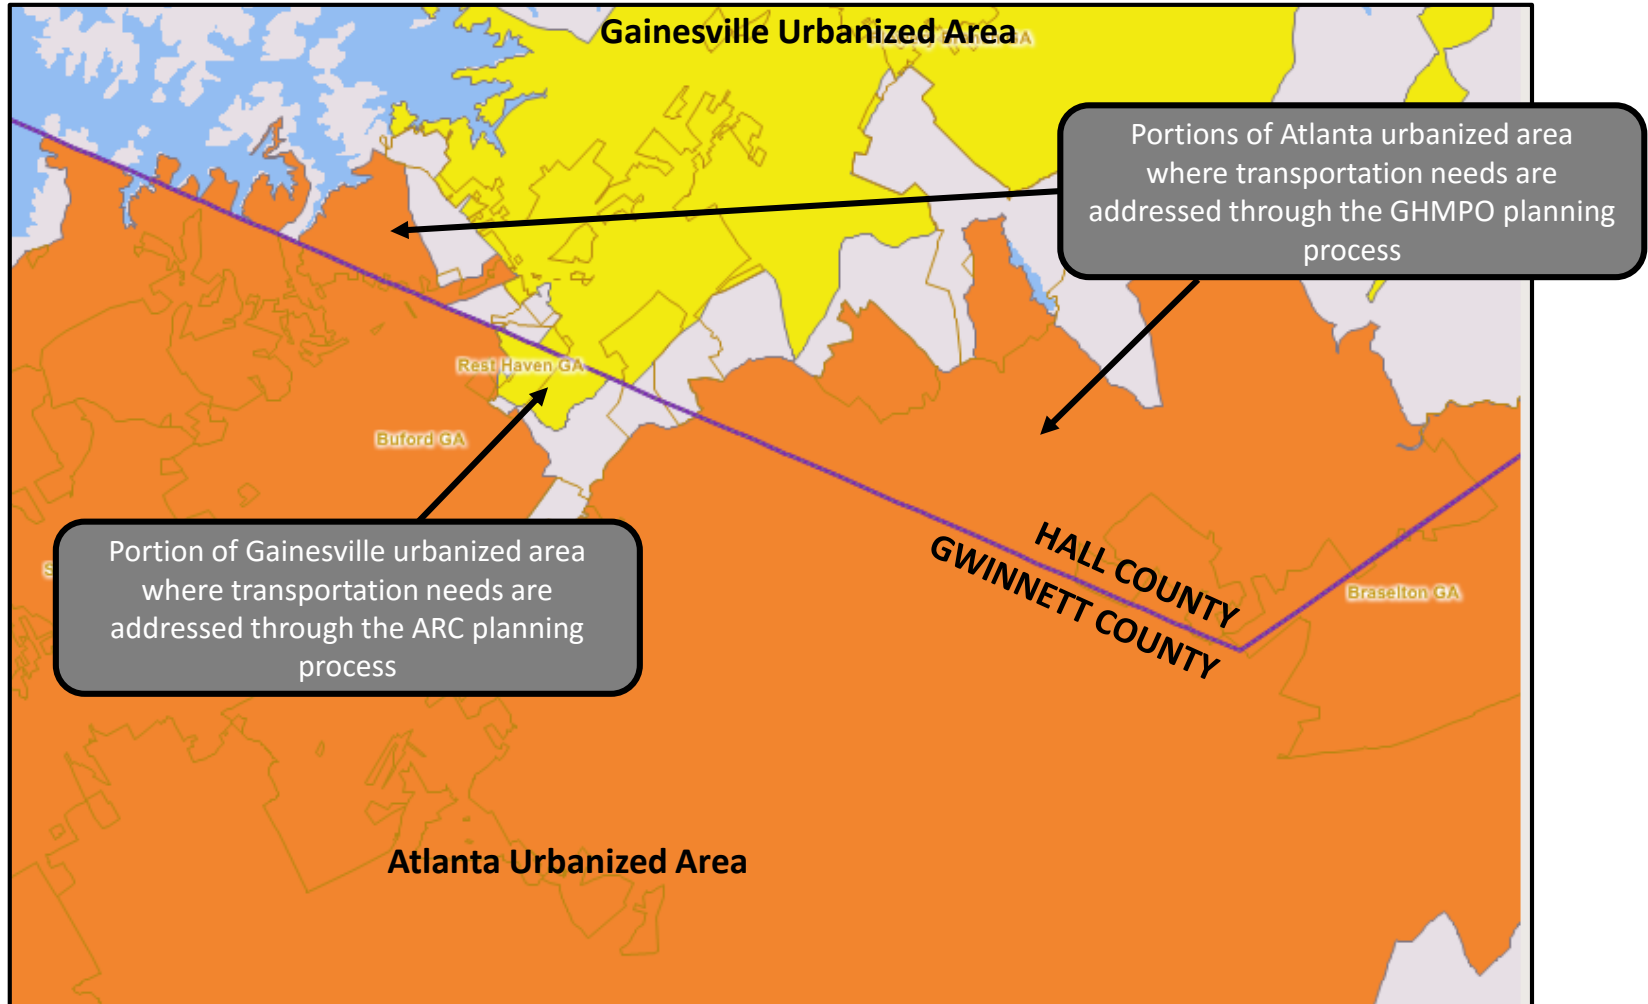 Gainesville Urbanized Area
GA
Portions of Atlanta urbanized area
where transportation needs are
addressed through the GHMPO planning
process
Rest Haven GA
Buford GA
Portion of Gainesville urbanized area
where transportation needs are
addressed through the ARC planning
process
HALL COUNTY
GWINNETT COUNTY
Braselton GA
Atlanta Urbanized Area